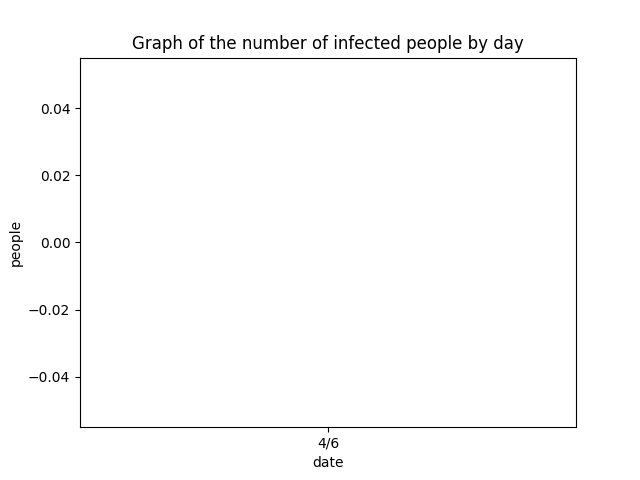 Graph of the number of infected people by day
0.04
0.02
0.00
−0.02
−0.04
people
4/6
date